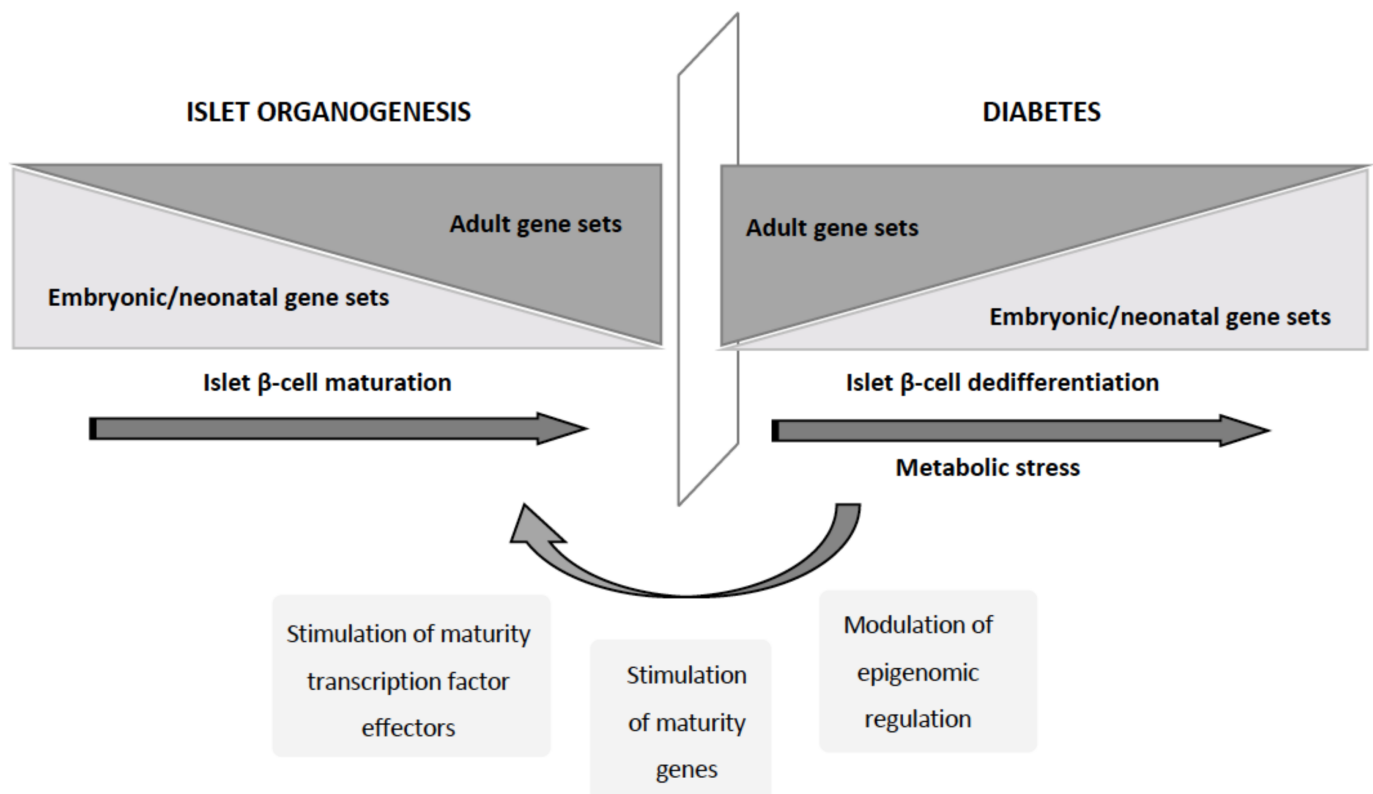 ISLET ORGANOGENESIS
DIABETES
Adult gene sets
Embryonic/neonatal gene sets
Adult gene sets
Embryonic/neonatal gene sets
Islet β-cell maturation
Islet β-cell dedifferentiation
Metabolic stress
Stimulation of maturity
transcription factor
effectors
Stimulation
of maturity
genes
Modulation of
epigenomic
regulation